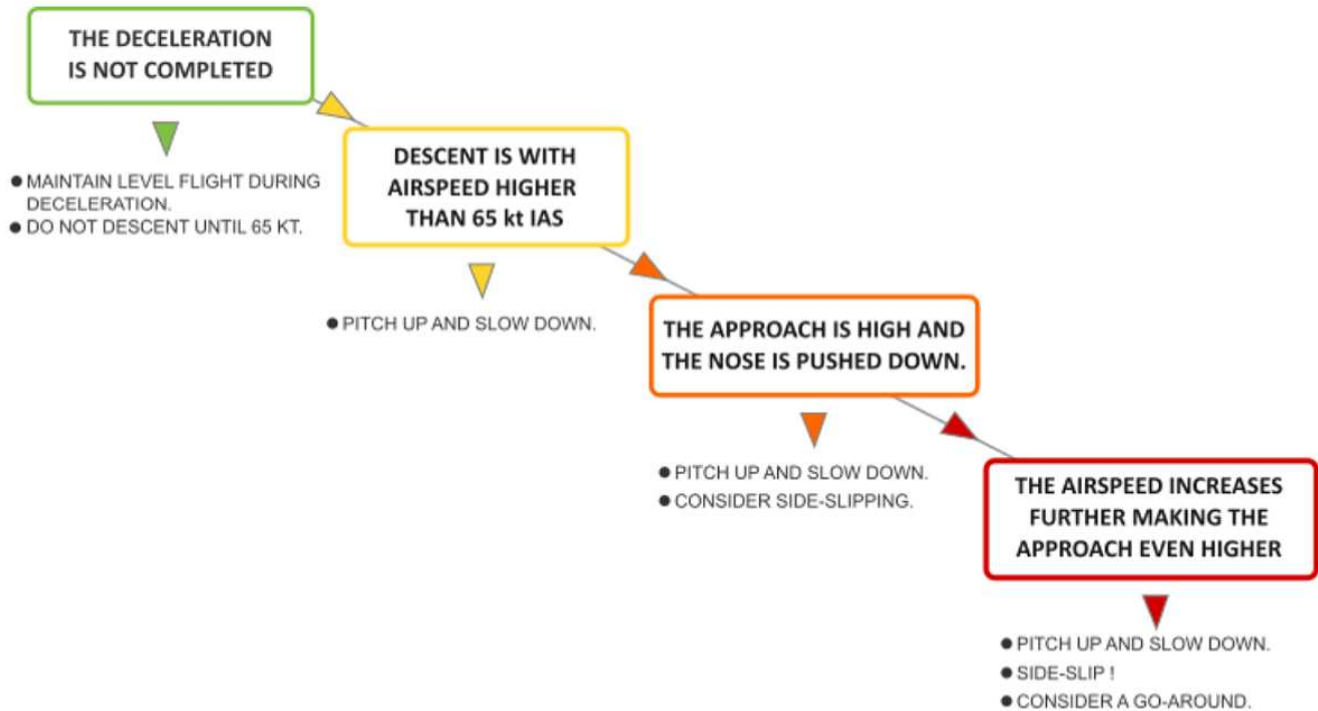 THE DECELERATION
IS NOT COMPLETED
● MAINTAIN LEVEL FLIGHT DURING
DECELERATION.
● DO NOT DESCENT UNTIL 65 KT.
DESCENT IS WITH
AIRSPEED HIGHER
THAN 65 kt IAS
● PITCH UP AND SLOW DOWN.
THE APPROACH IS HIGH AND
THE NOSE IS PUSHED DOWN.
● PITCH UP AND SLOW DOWN.
● CONSIDER SIDE-SLIPPING.
THE AIRSPEED INCREASES
FURTHER MAKING THE
APPROACH EVEN HIGHER
● PITCH UP AND SLOW DOWN.
● SIDE-SLIP !
● CONSIDER A GO-AROUND.